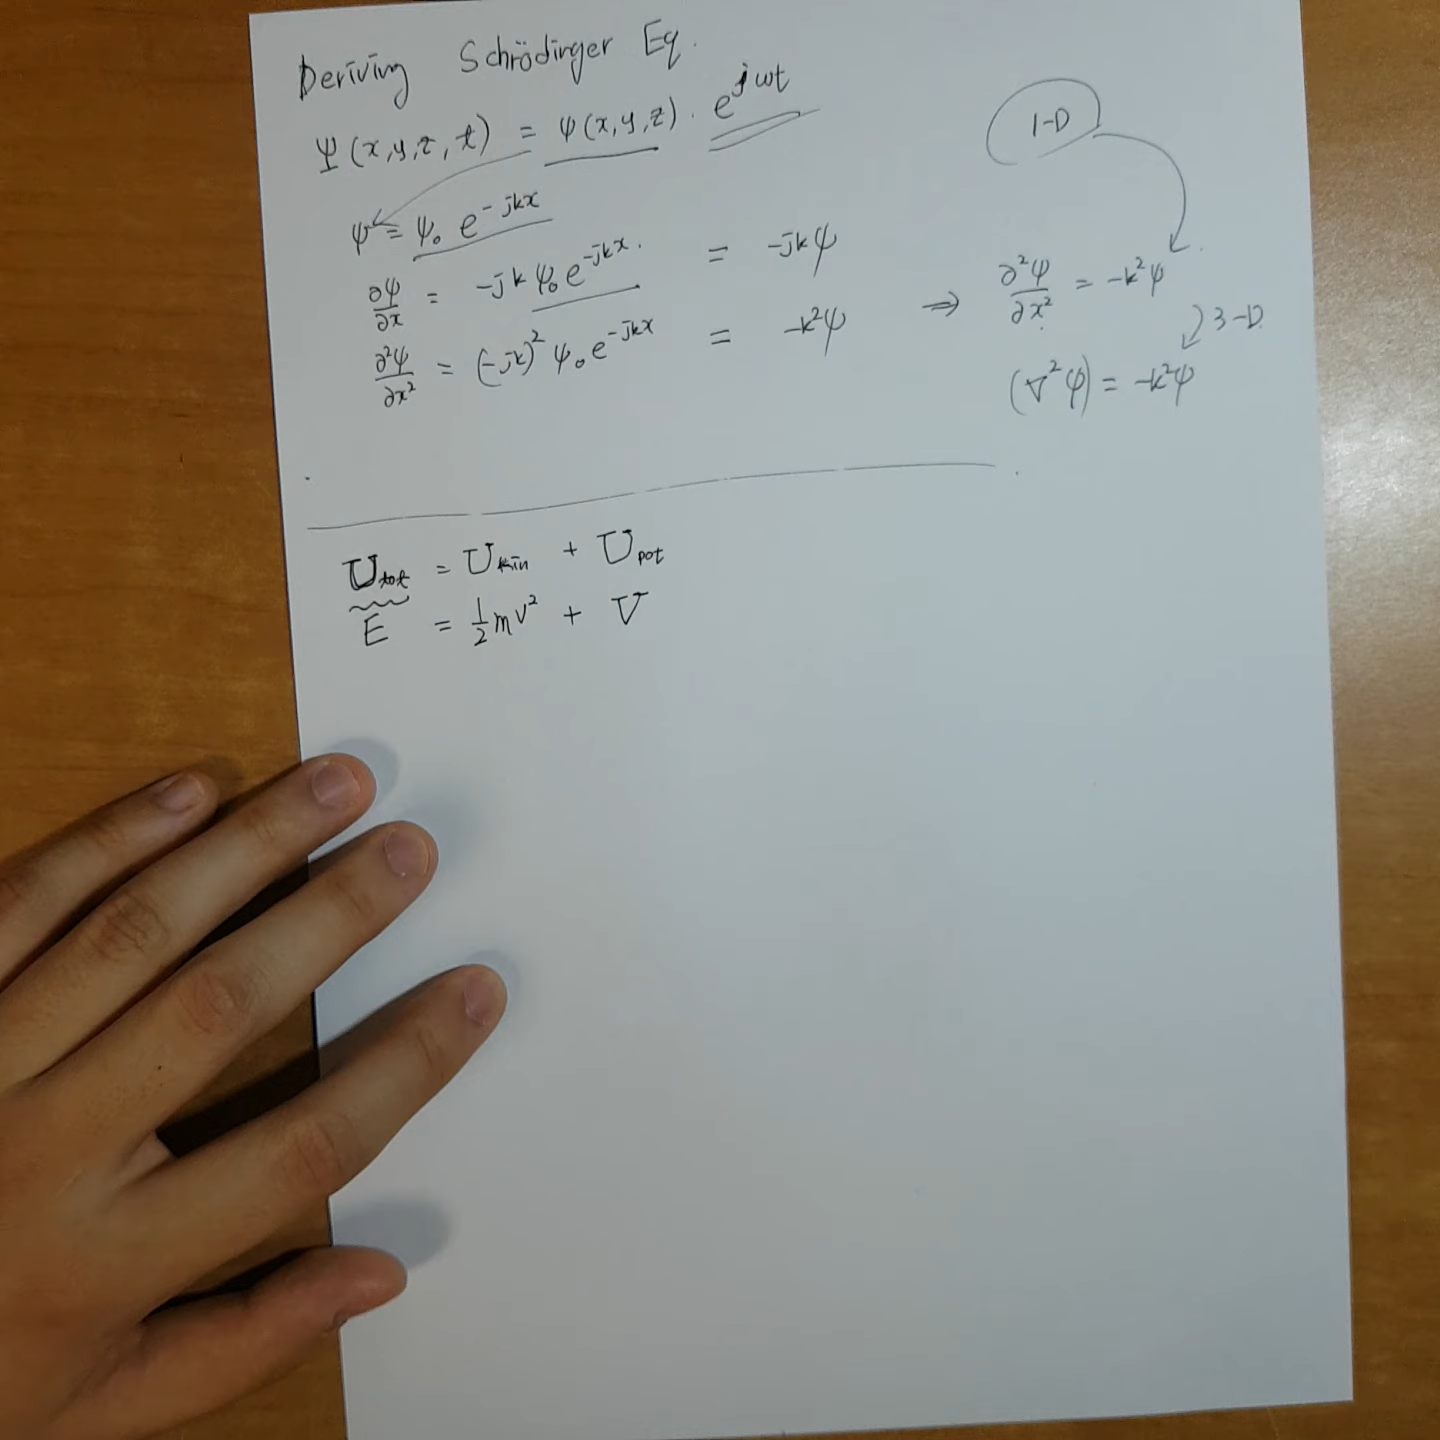 Deriving Schrödinger Eq.
Ψ(x,y,z,t) = ψ(x,y,z) · e^jωt
1-D
ψ = ψ₀ e^-jkx
∂ψ/∂x = -jk ψ₀ e^-jkx. = -jkψ
∂²ψ/∂x² = (-jk)² ψ₀ e^-jkx = -k²ψ ⇒ ∂²ψ/∂x² = -k²ψ
3-D
(∇²ψ) = -k²ψ
U_tot = U_kin + U_pot
E = ½mv² + V